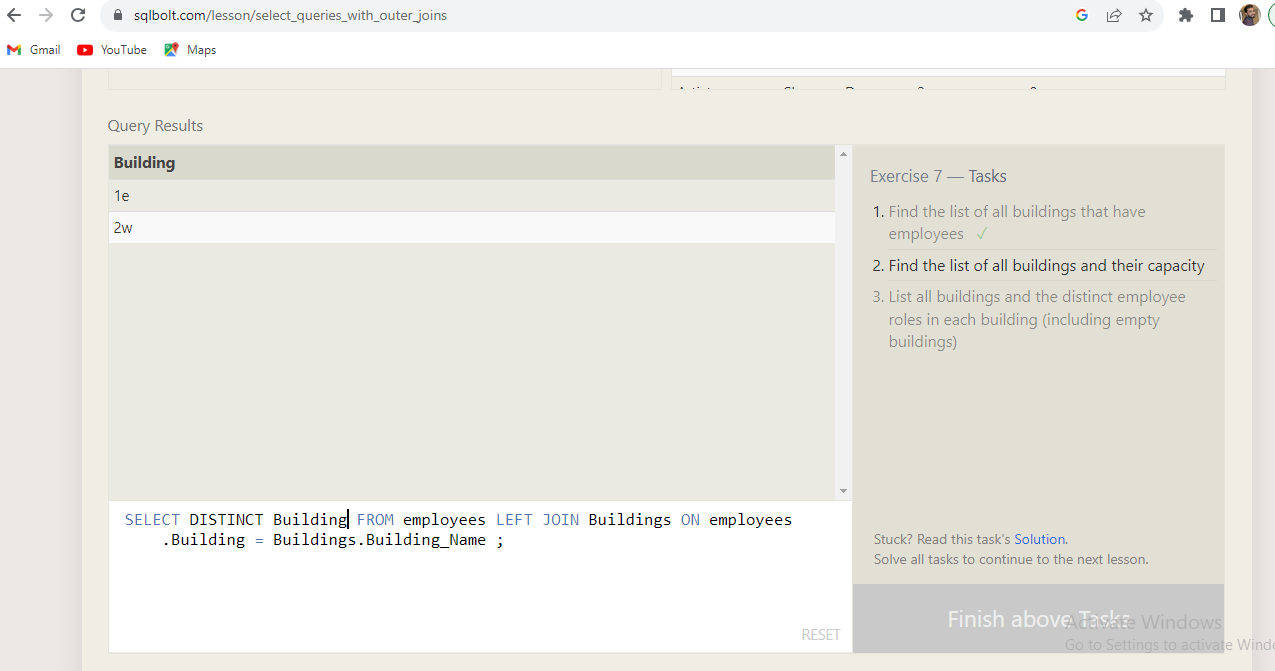 sqlbolt.com/lesson/select_queries_with_outer_joins
Gmail YouTube Maps
Query Results
Building
1e
2w
SELECT DISTINCT Building FROM employees LEFT JOIN Buildings ON employees
.Building = Buildings.Building_Name ;
RESET
Exercise 7 — Tasks
1. Find the list of all buildings that have
employees ✓
2. Find the list of all buildings and their capacity
3. List all buildings and the distinct employee
roles in each building (including empty
buildings)
Stuck? Read this task's Solution.
Solve all tasks to continue to the next lesson.
Finish above Tasks
Activate Windows
Go to Settings to activate Windo